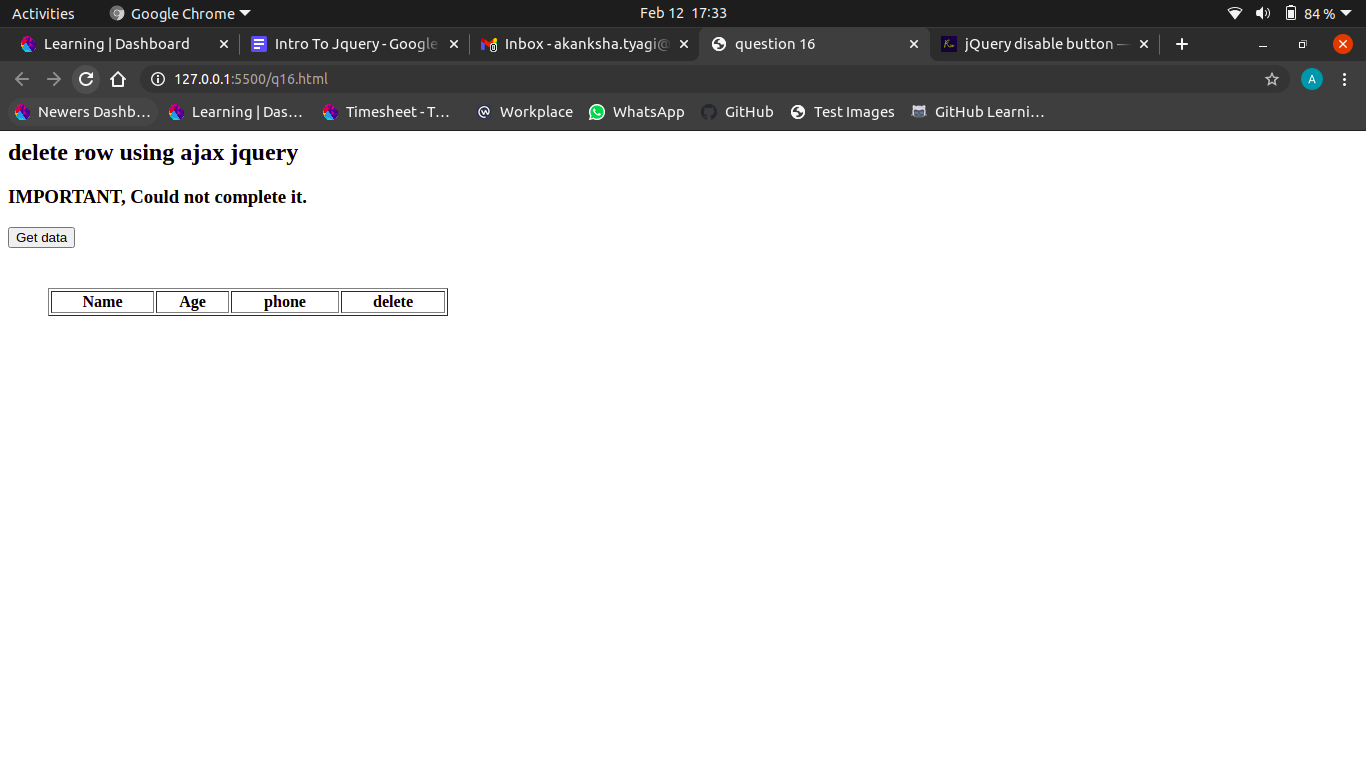 Activities Google Chrome Feb 12 17:33 84 %
Learning | Dashboard Intro To Jquery - Google Inbox - akanksha.tyagi@ question 16 jQuery disable button —
127.0.0.1:5500/q16.html A
Newers Dashb… Learning | Das… Timesheet - T… Workplace WhatsApp GitHub Test Images GitHub Learni…
delete row using ajax jquery
IMPORTANT, Could not complete it.
Get data
Name Age phone delete